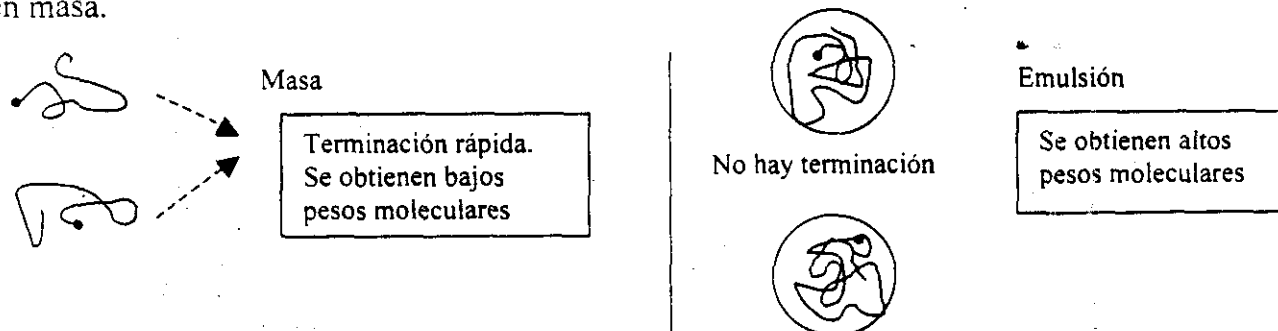 en masa.
Masa
Terminación rápida.
Se obtienen bajos
pesos moleculares
No hay terminación
Emulsión
Se obtienen altos
pesos moleculares